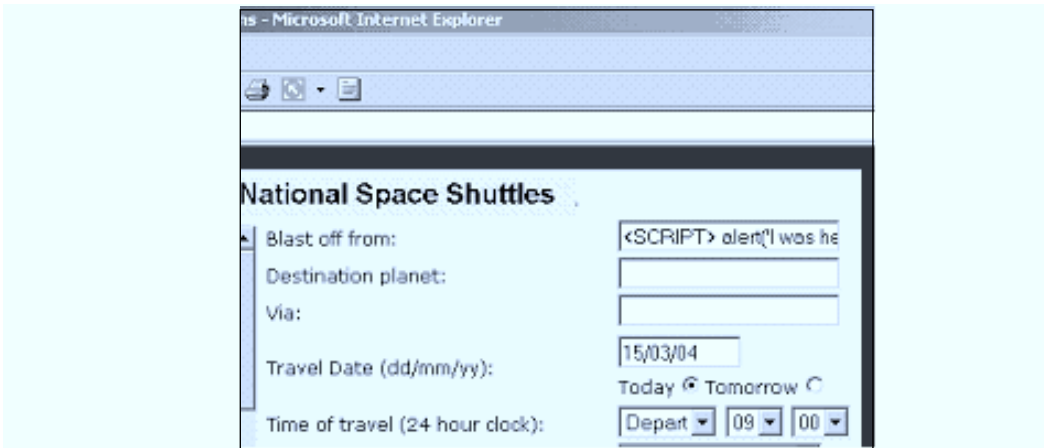 ns - Microsoft Internet Explorer
National Space Shuttles
Blast off from: <SCRIPT> alert('I was he
Destination planet:
Via:
Travel Date (dd/mm/yy): 15/03/04
Today Tomorrow
Time of travel (24 hour clock): Depart 09 00